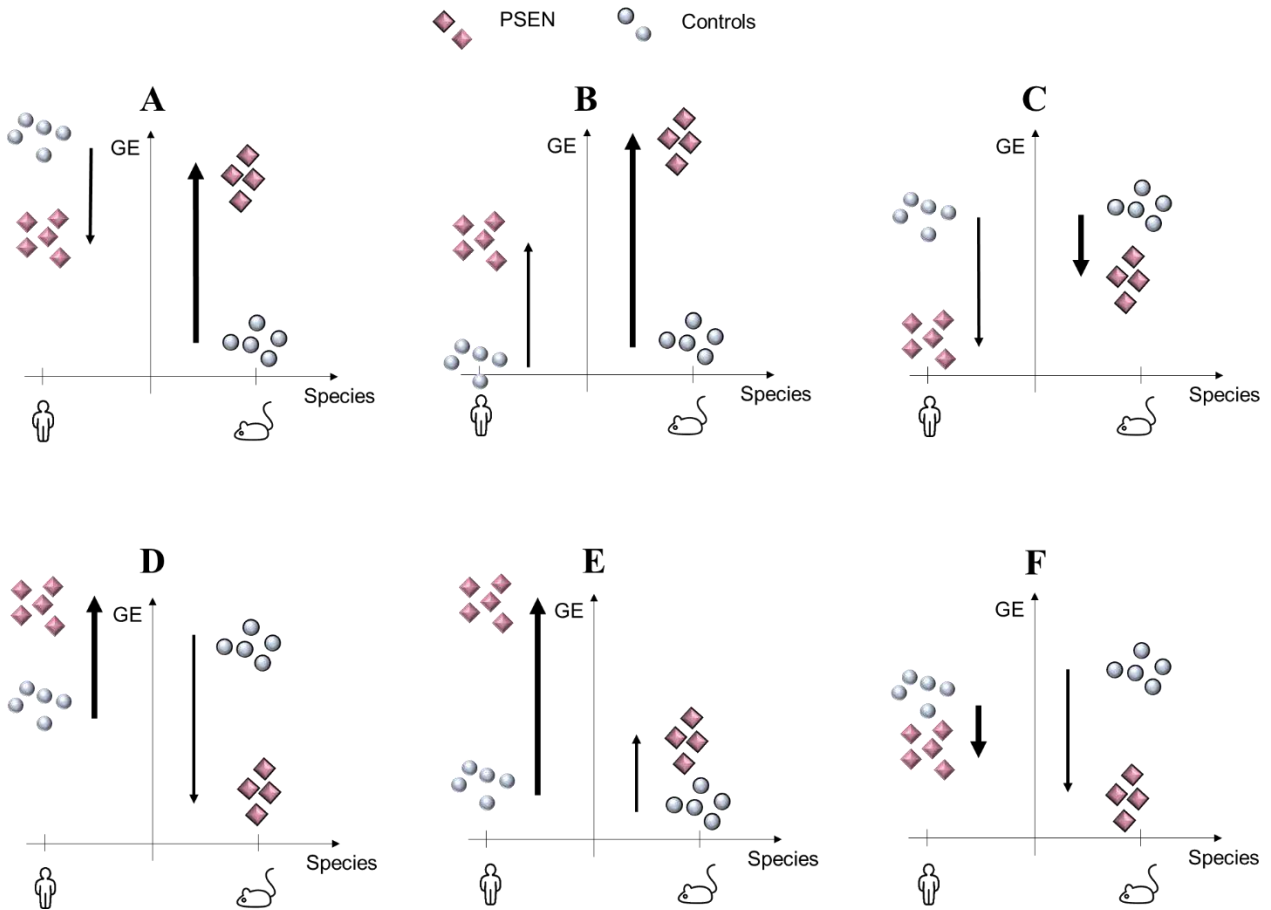 PSEN Controls
A B C
GE GE GE
Species Species Species
D E F
GE GE GE
Species Species Species